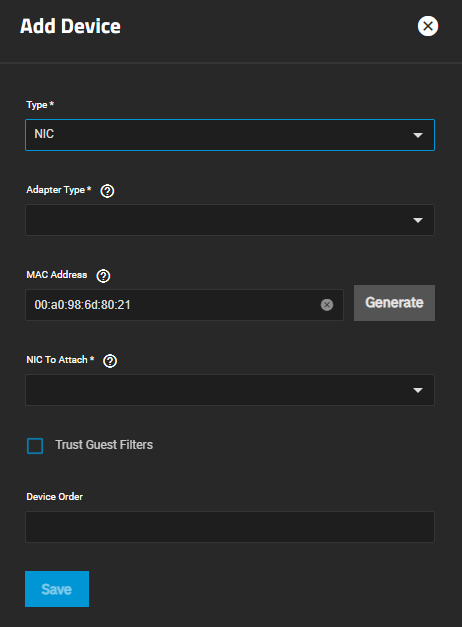 Add Device
Type *
NIC
Adapter Type *
MAC Address
00:a0:98:6d:80:21
Generate
NIC To Attach *
Trust Guest Filters
Device Order
Save